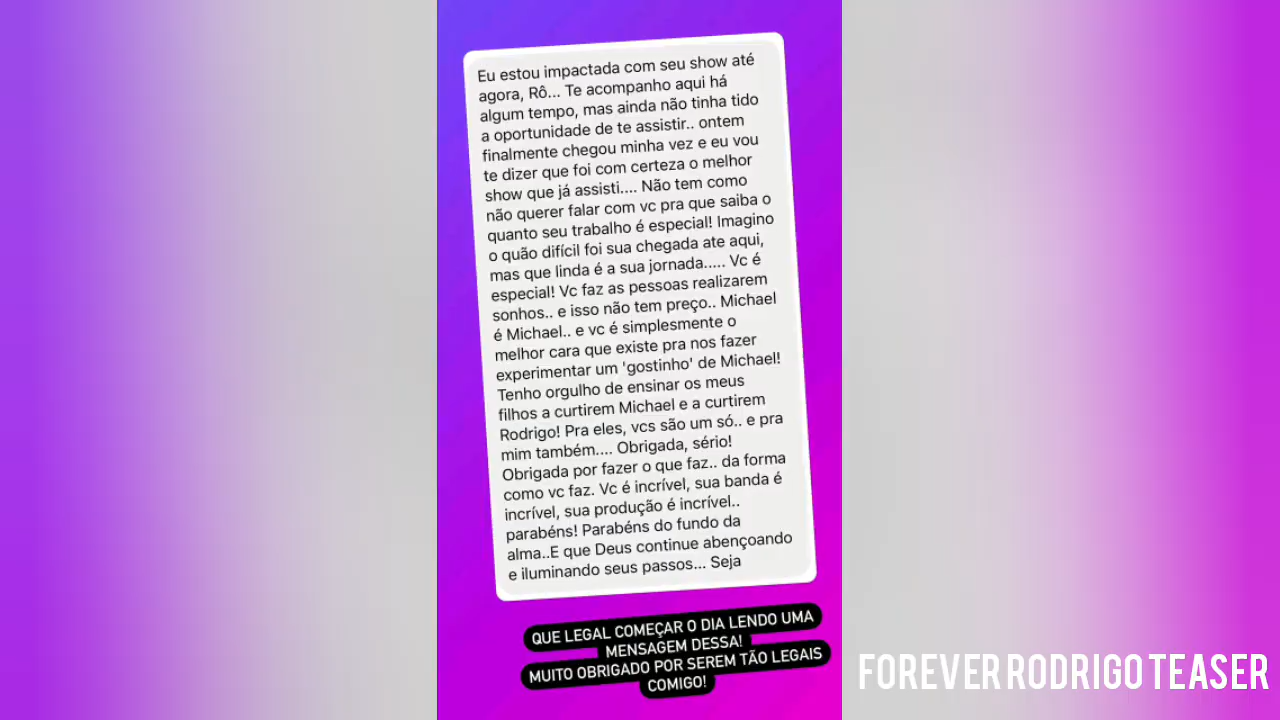 Eu estou impactada com seu show até
agora, Rô... Te acompanho aqui há
algum tempo, mas ainda não tinha tido
a oportunidade de te assistir.. ontem
finalmente chegou minha vez e eu vou
te dizer que foi com certeza o melhor
show que já assisti.... Não tem como
não querer falar com vc pra que saiba o
quanto seu trabalho é especial! Imagino
o quão difícil foi sua chegada ate aqui,
mas que linda é a sua jornada..... Vc é
especial! Vc faz as pessoas realizarem
sonhos.. e isso não tem preço.. Michael
é Michael.. e vc é simplesmente o
melhor cara que existe pra nos fazer
experimentar um 'gostinho' de Michael!
Tenho orgulho de ensinar os meus
filhos a curtirem Michael e a curtirem
Rodrigo! Pra eles, vcs são um só.. e pra
mim também.... Obrigada, sério!
Obrigada por fazer o que faz.. da forma
como vc faz. Vc é incrível, sua banda é
incrível, sua produção é incrível..
parabéns! Parabéns do fundo da
alma..E que Deus continue abençoando
e iluminando seus passos... Seja
QUE LEGAL COMEÇAR O DIA LENDO UMA
MENSAGEM DESSA!
MUITO OBRIGADO POR SEREM TÃO LEGAIS
COMIGO!
FOREVER RODRIGO TEASER